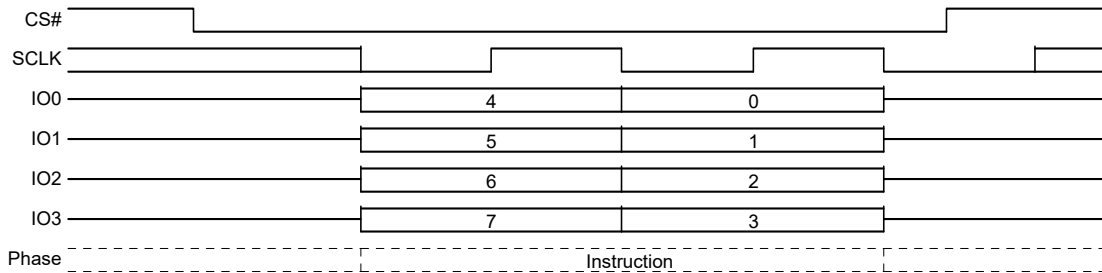 CS#
SCLK
IO0 4 0
IO1 5 1
IO2 6 2
IO3 7 3
Phase Instruction